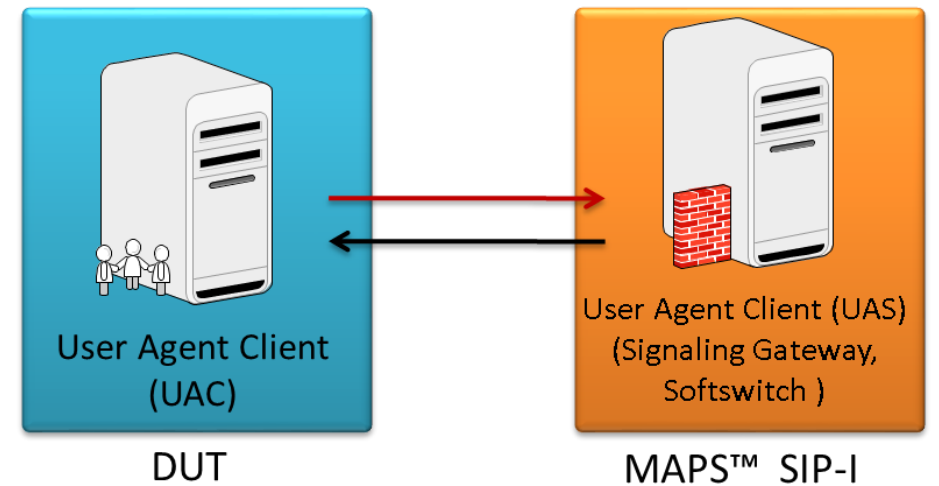 User Agent Client
(UAC)
User Agent Client (UAS)
(Signaling Gateway,
Softswitch )
DUT
MAPS™ SIP-I